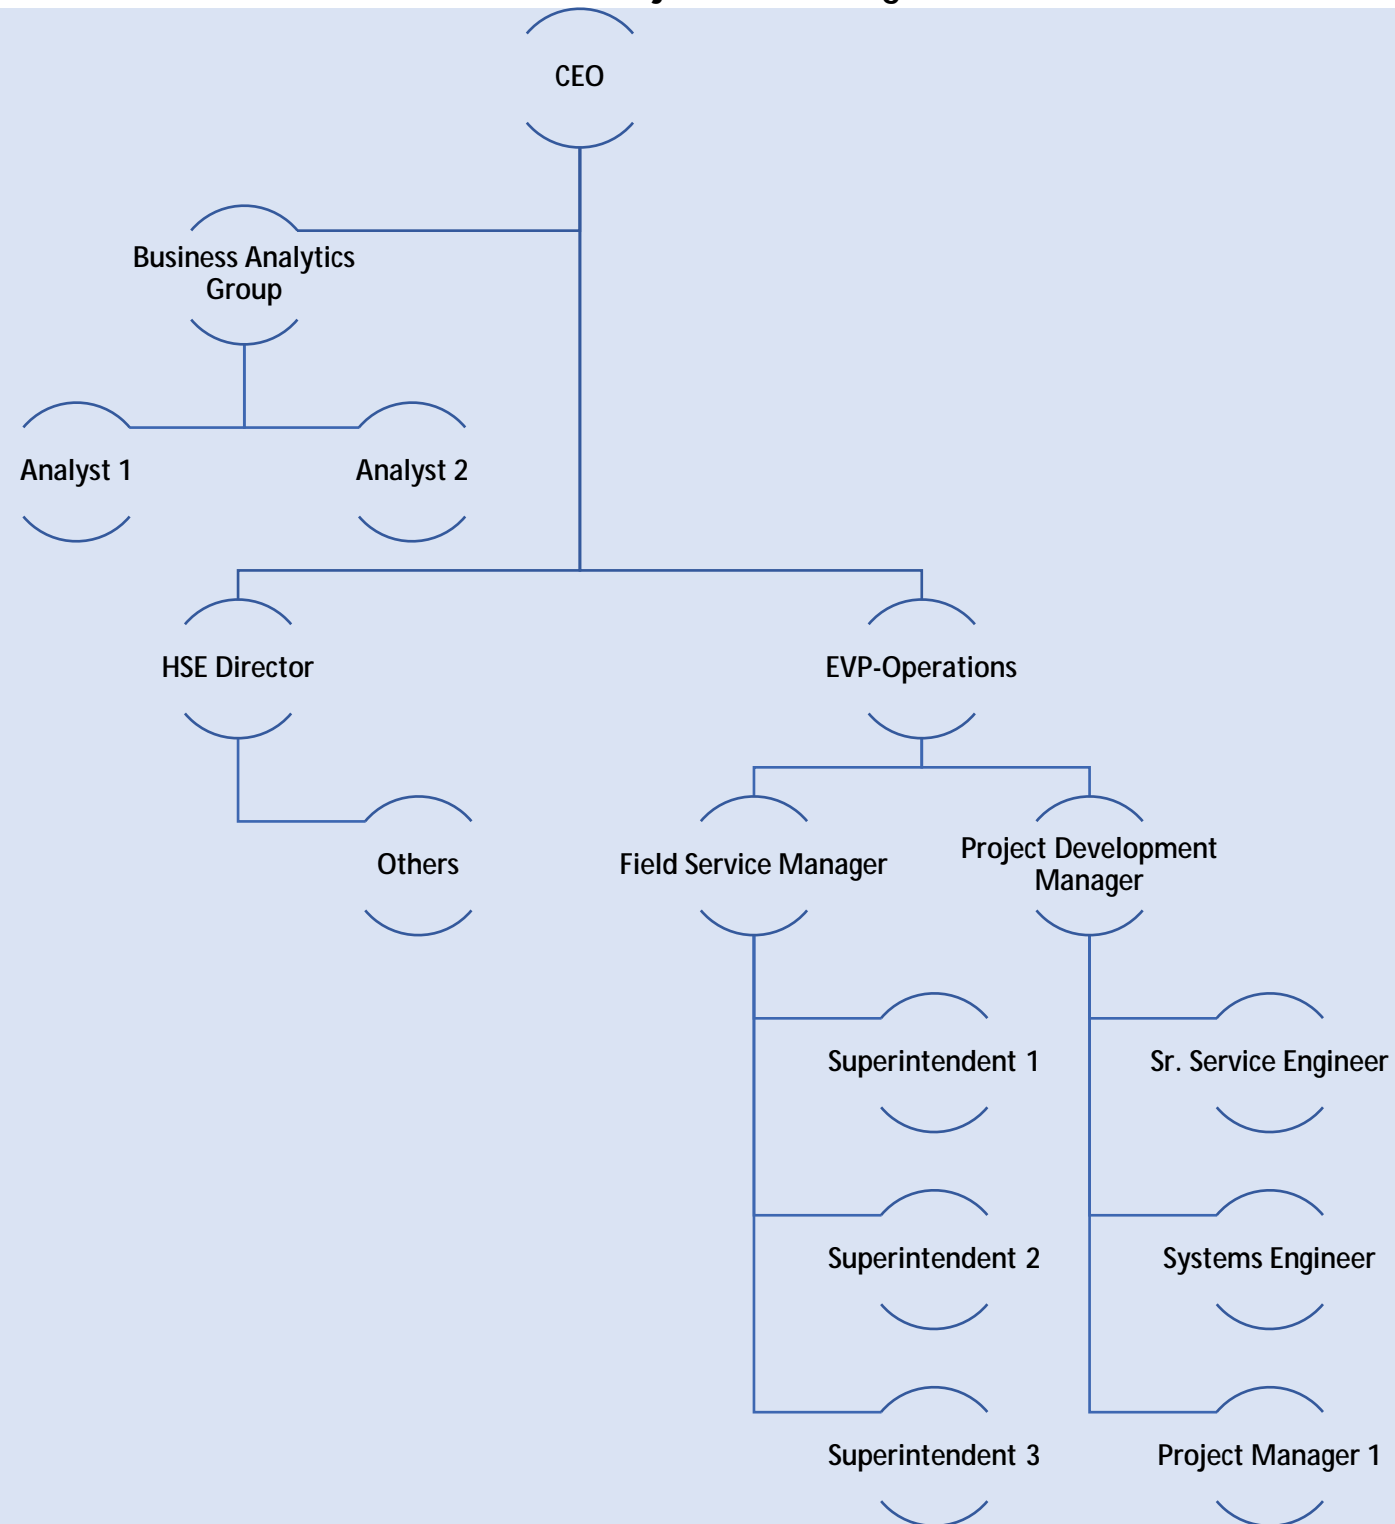 CEO
Business Analytics
Group
Analyst 1
Analyst 2
HSE Director
EVP-Operations
Others
Field Service Manager
Project Development
Manager
Superintendent 1
Sr. Service Engineer
Superintendent 2
Systems Engineer
Superintendent 3
Project Manager 1